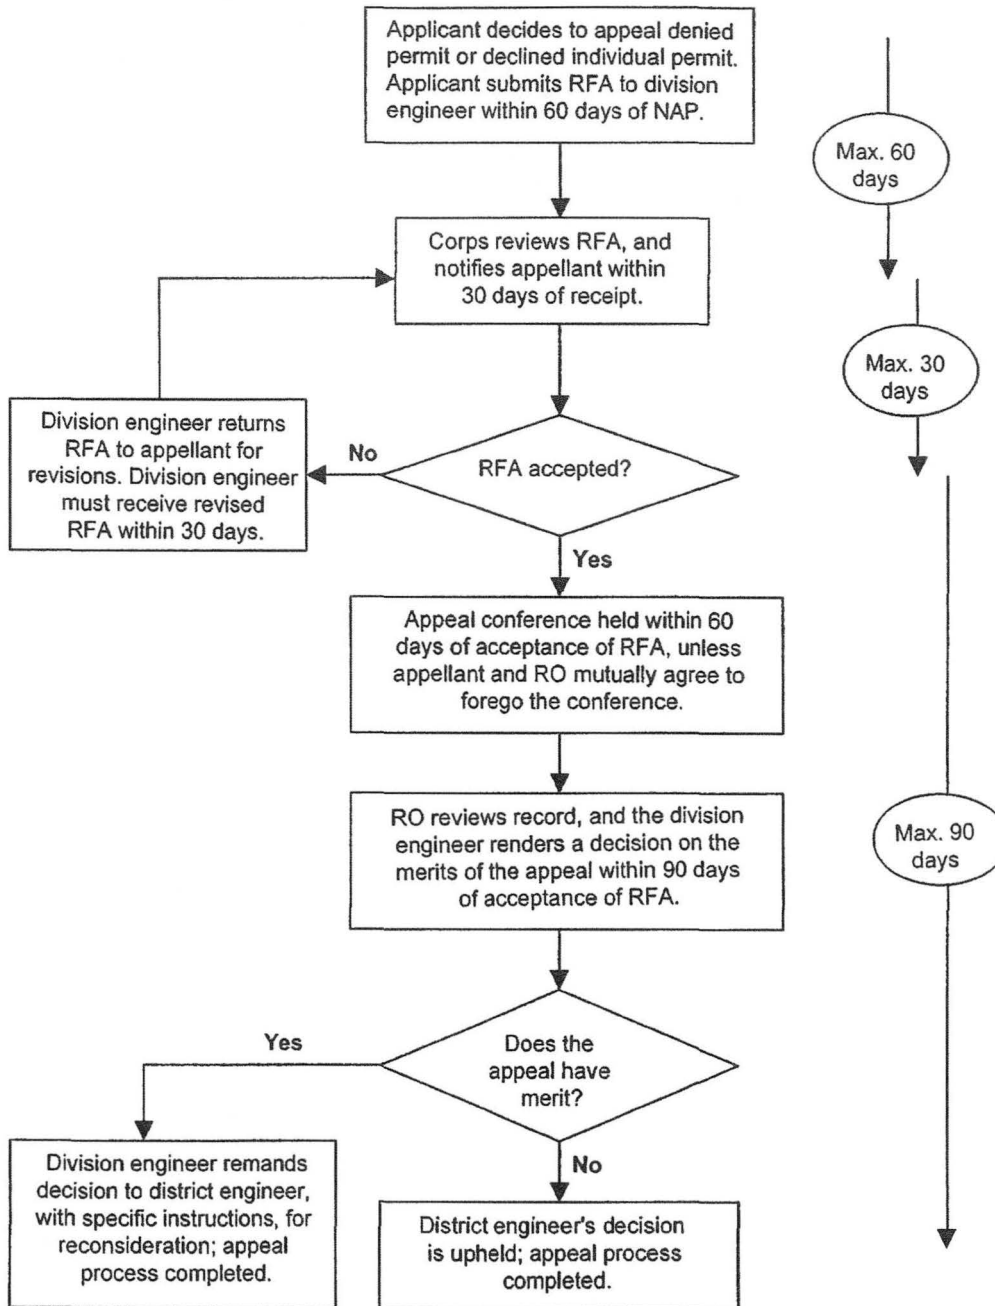 Applicant decides to appeal denied
permit or declined individual permit.
Applicant submits RFA to division
engineer within 60 days of NAP.
Max. 60
days
Corps reviews RFA, and
notifies appellant within
30 days of receipt.
Max. 30
days
Division engineer returns
RFA to appellant for
revisions. Division engineer
must receive revised
RFA within 30 days.
No
RFA accepted?
Yes
Appeal conference held within 60
days of acceptance of RFA, unless
appellant and RO mutually agree to
forego the conference.
RO reviews record, and the division
engineer renders a decision on the
merits of the appeal within 90 days
of acceptance of RFA.
Max. 90
days
Yes
Does the
appeal have
merit?
No
Division engineer remands
decision to district engineer,
with specific instructions, for
reconsideration; appeal
process completed.
District engineer's decision
is upheld; appeal process
completed.